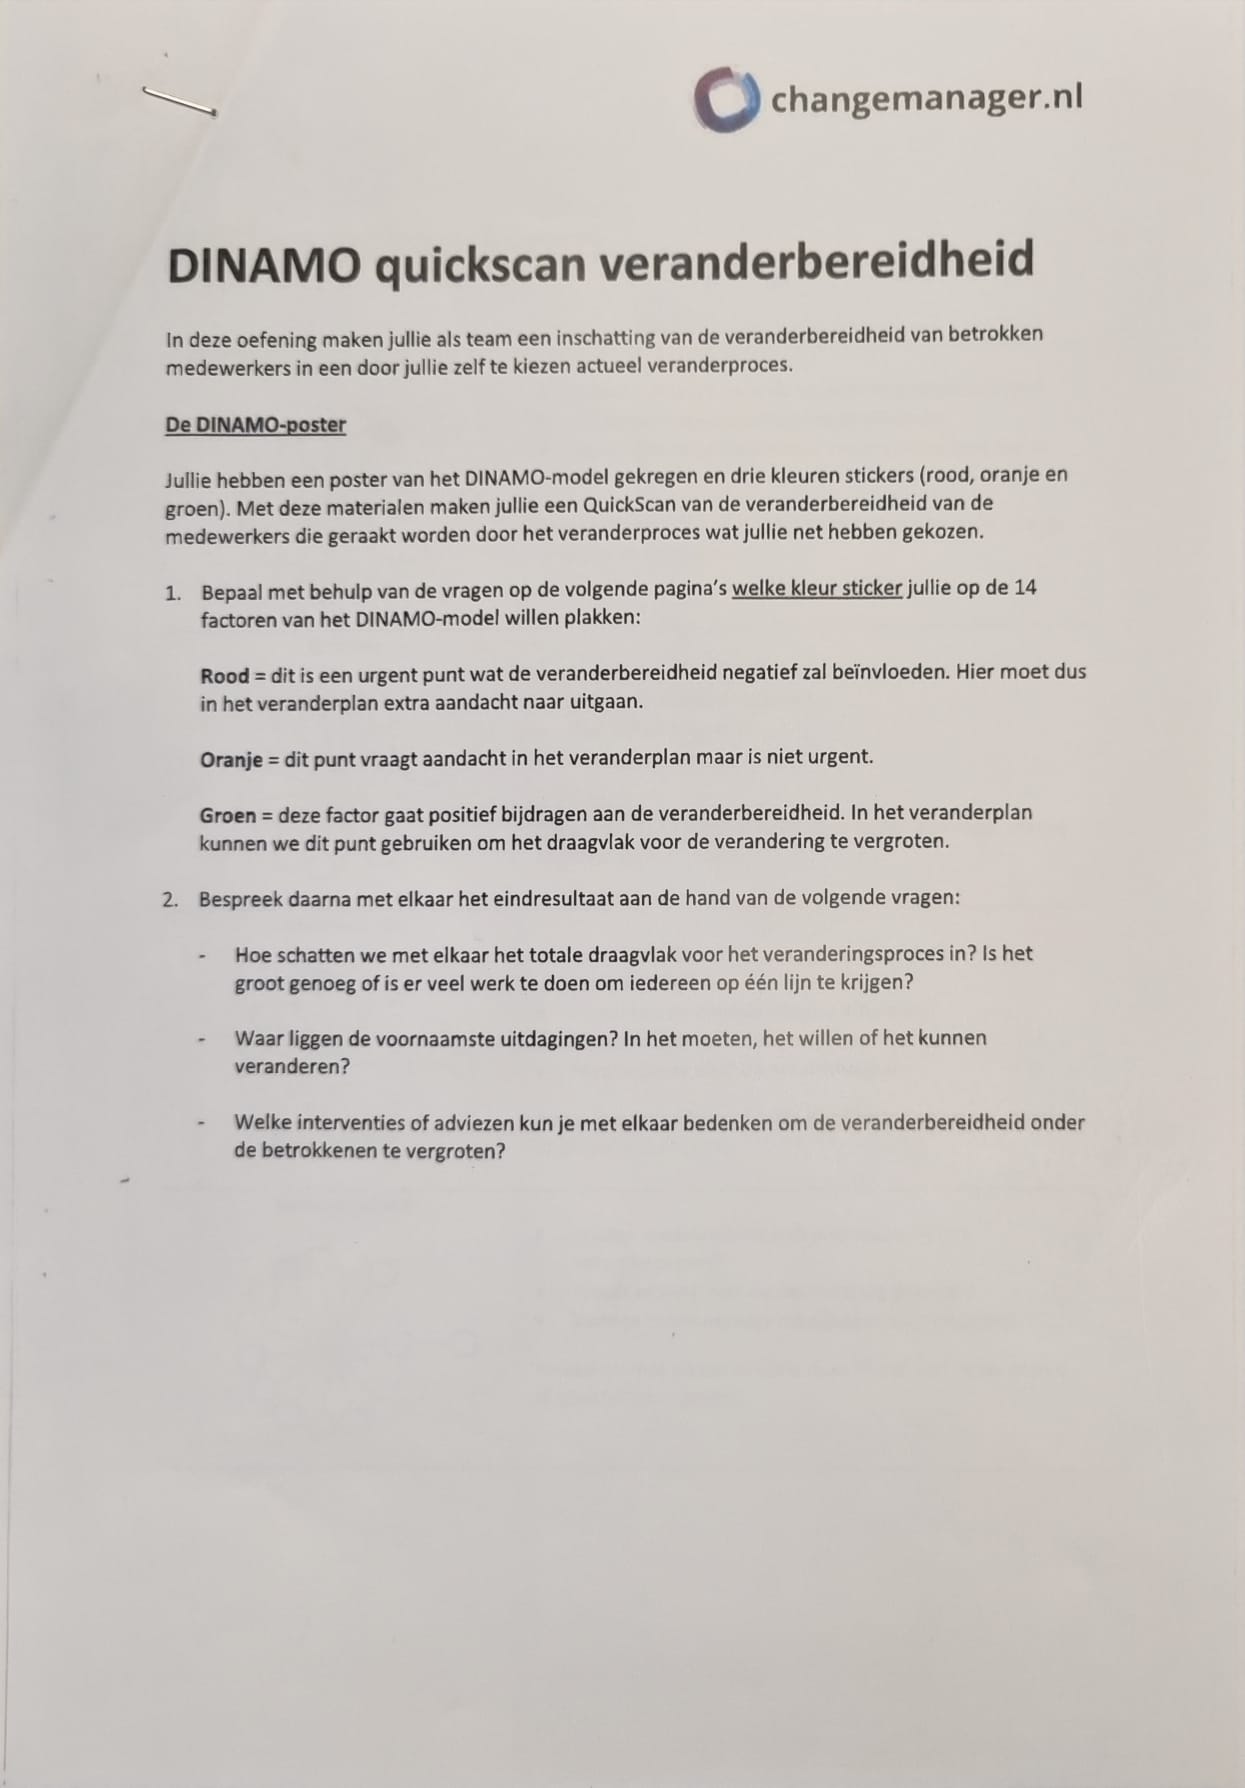 changemanager.nl
DINAMO quickscan veranderbereidheid
In deze oefening maken jullie als team een inschatting van de veranderbereidheid van betrokken
medewerkers in een door jullie zelf te kiezen actueel veranderproces.
De DINAMO-poster
Jullie hebben een poster van het DINAMO-model gekregen en drie kleuren stickers (rood, oranje en
groen). Met deze materialen maken jullie een QuickScan van de veranderbereidheid van de
medewerkers die geraakt worden door het veranderproces wat jullie net hebben gekozen.
1. Bepaal met behulp van de vragen op de volgende pagina's welke kleur sticker jullie op de 14
factoren van het DINAMO-model willen plakken:
Rood = dit is een urgent punt wat de veranderbereidheid negatief zal beïnvloeden. Hier moet dus
in het veranderplan extra aandacht naar uitgaan.
Oranje = dit punt vraagt aandacht in het veranderplan maar is niet urgent.
Groen = deze factor gaat positief bijdragen aan de veranderbereidheid. In het veranderplan
kunnen we dit punt gebruiken om het draagvlak voor de verandering te vergroten.
2. Bespreek daarna met elkaar het eindresultaat aan de hand van de volgende vragen:
- Hoe schatten we met elkaar het totale draagvlak voor het veranderingsproces in? Is het
groot genoeg of is er veel werk te doen om iedereen op één lijn te krijgen?
- Waar liggen de voornaamste uitdagingen? In het moeten, het willen of het kunnen
veranderen?
- Welke interventies of adviezen kun je met elkaar bedenken om de veranderbereidheid onder
de betrokkenen te vergroten?